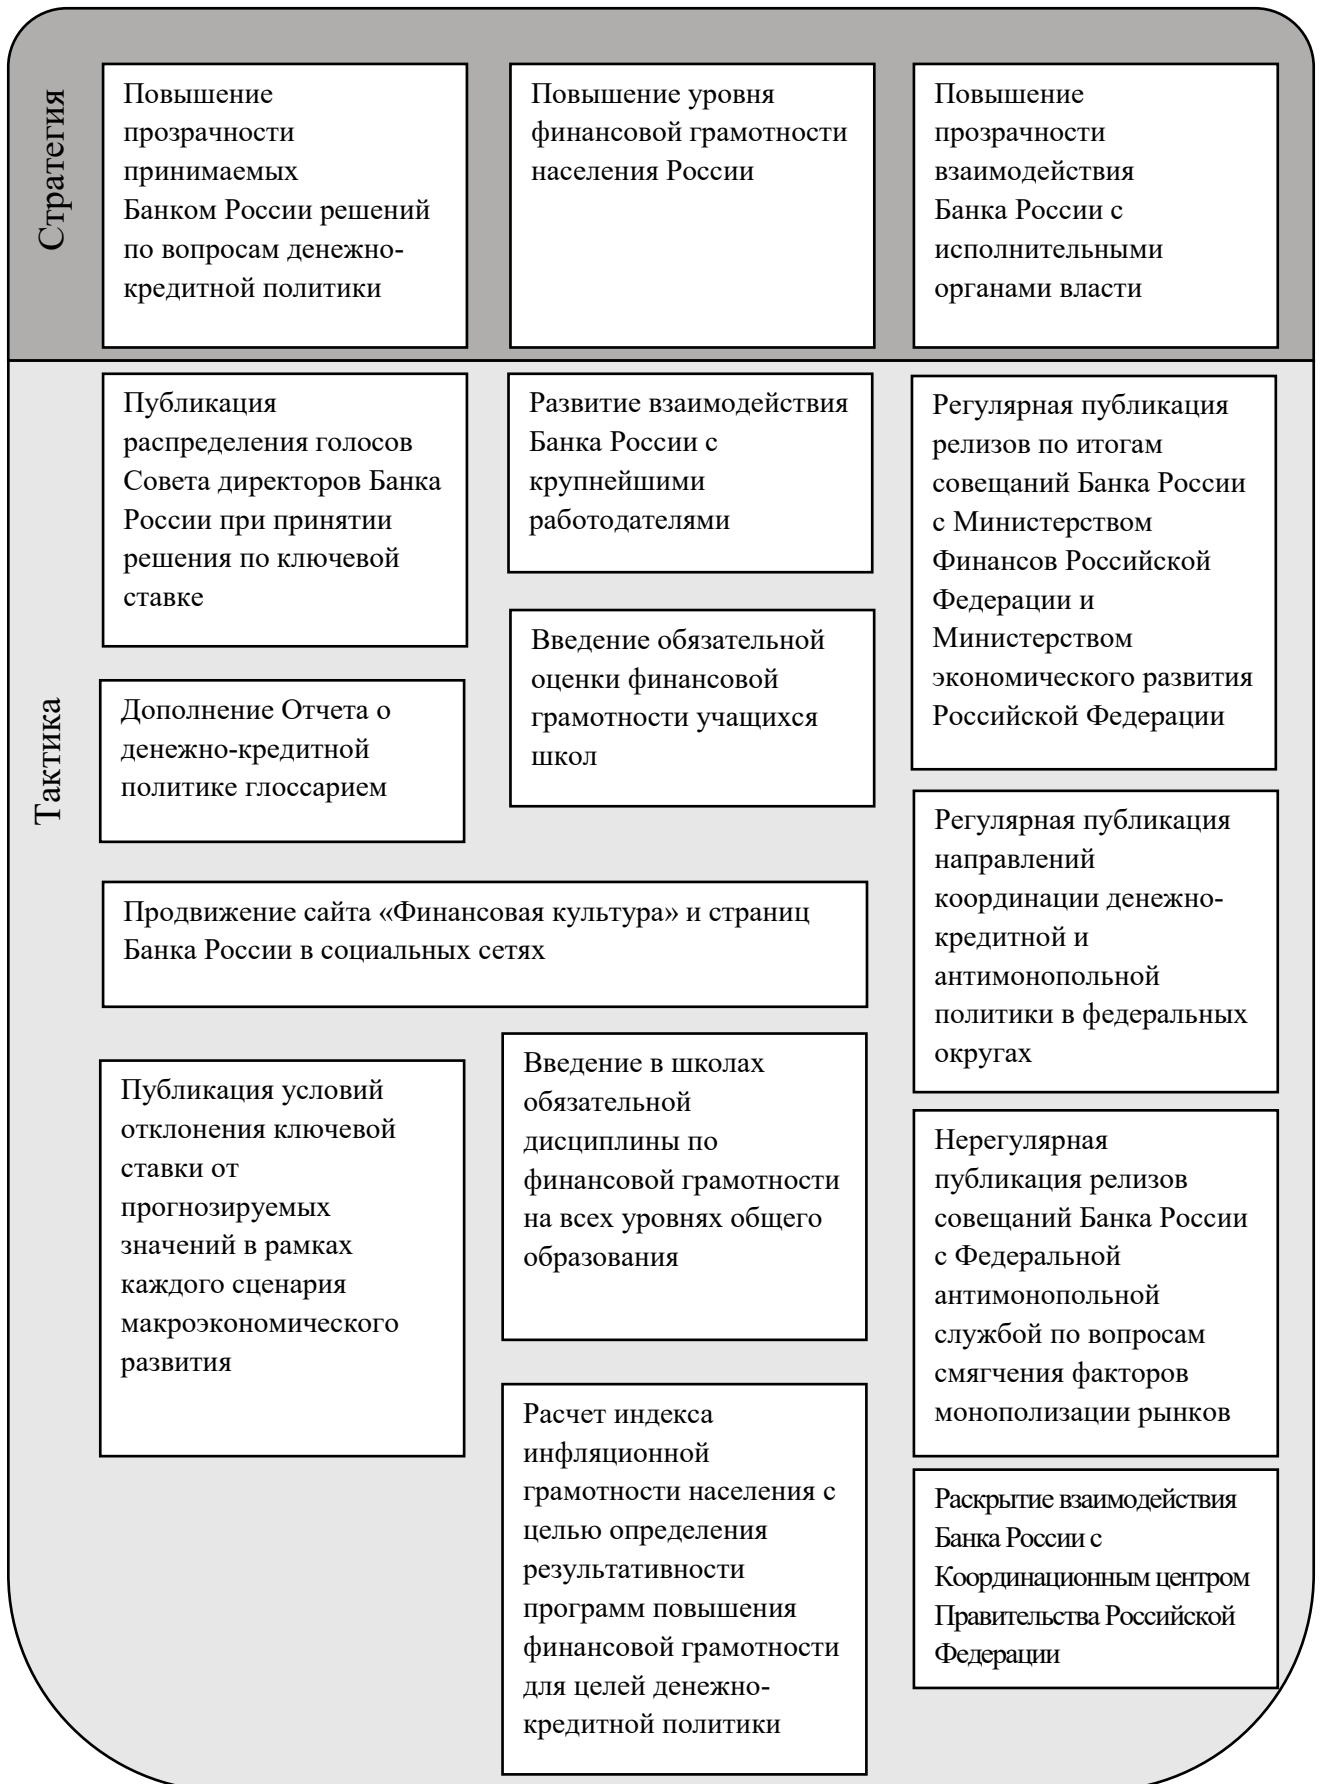 Стратегия
Повышение
прозрачности
принимаемых
Банком России решений
по вопросам денежно-
кредитной политики
Повышение уровня
финансовой грамотности
населения России
Повышение
прозрачности
взаимодействия
Банка России с
исполнительными
органами власти
Тактика
Публикация
распределения голосов
Совета директоров Банка
России при принятии
решения по ключевой
ставке
Дополнение Отчета о
денежно-кредитной
политике глоссарием
Развитие взаимодействия
Банка России с
крупнейшими
работодателями
Введение обязательной
оценки финансовой
грамотности учащихся
школ
Продвижение сайта «Финансовая культура» и страниц
Банка России в социальных сетях
Публикация условий
отклонения ключевой
ставки от
прогнозируемых
значений в рамках
каждого сценария
макроэкономического
развития
Введение в школах
обязательной
дисциплины по
финансовой грамотности
на всех уровнях общего
образования
Расчет индекса
инфляционной
грамотности населения с
целью определения
результативности
программ повышения
финансовой грамотности
для целей денежно-
кредитной политики
Регулярная публикация
релизов по итогам
совещаний Банка России
с Министерством
Финансов Российской
Федерации и
Министерством
экономического развития
Российской Федерации
Регулярная публикация
направлений
координации денежно-
кредитной и
антимонопольной
политики в федеральных
округах
Нерегулярная
публикация релизов
совещаний Банка России
с Федеральной
антимонопольной
службой по вопросам
смягчения факторов
монополизации рынков
Раскрытие взаимодействия
Банка России с
Координационным центром
Правительства Российской
Федерации